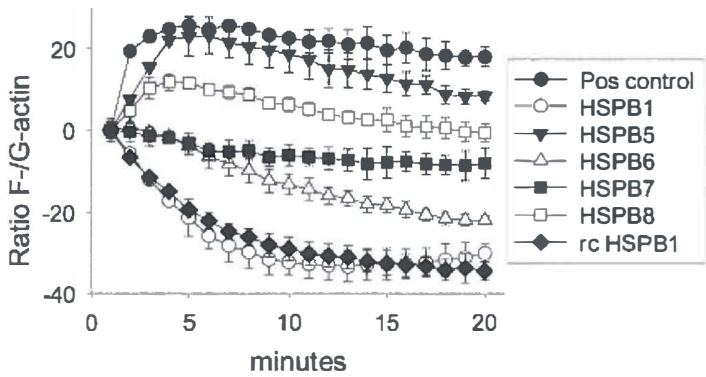 Ratio F-/G-actin
20
0
-20
-40
0
5
10
15
20
minutes
Pos control
HSPB1
HSPB5
HSPB6
HSPB7
HSPB8
rc HSPB1